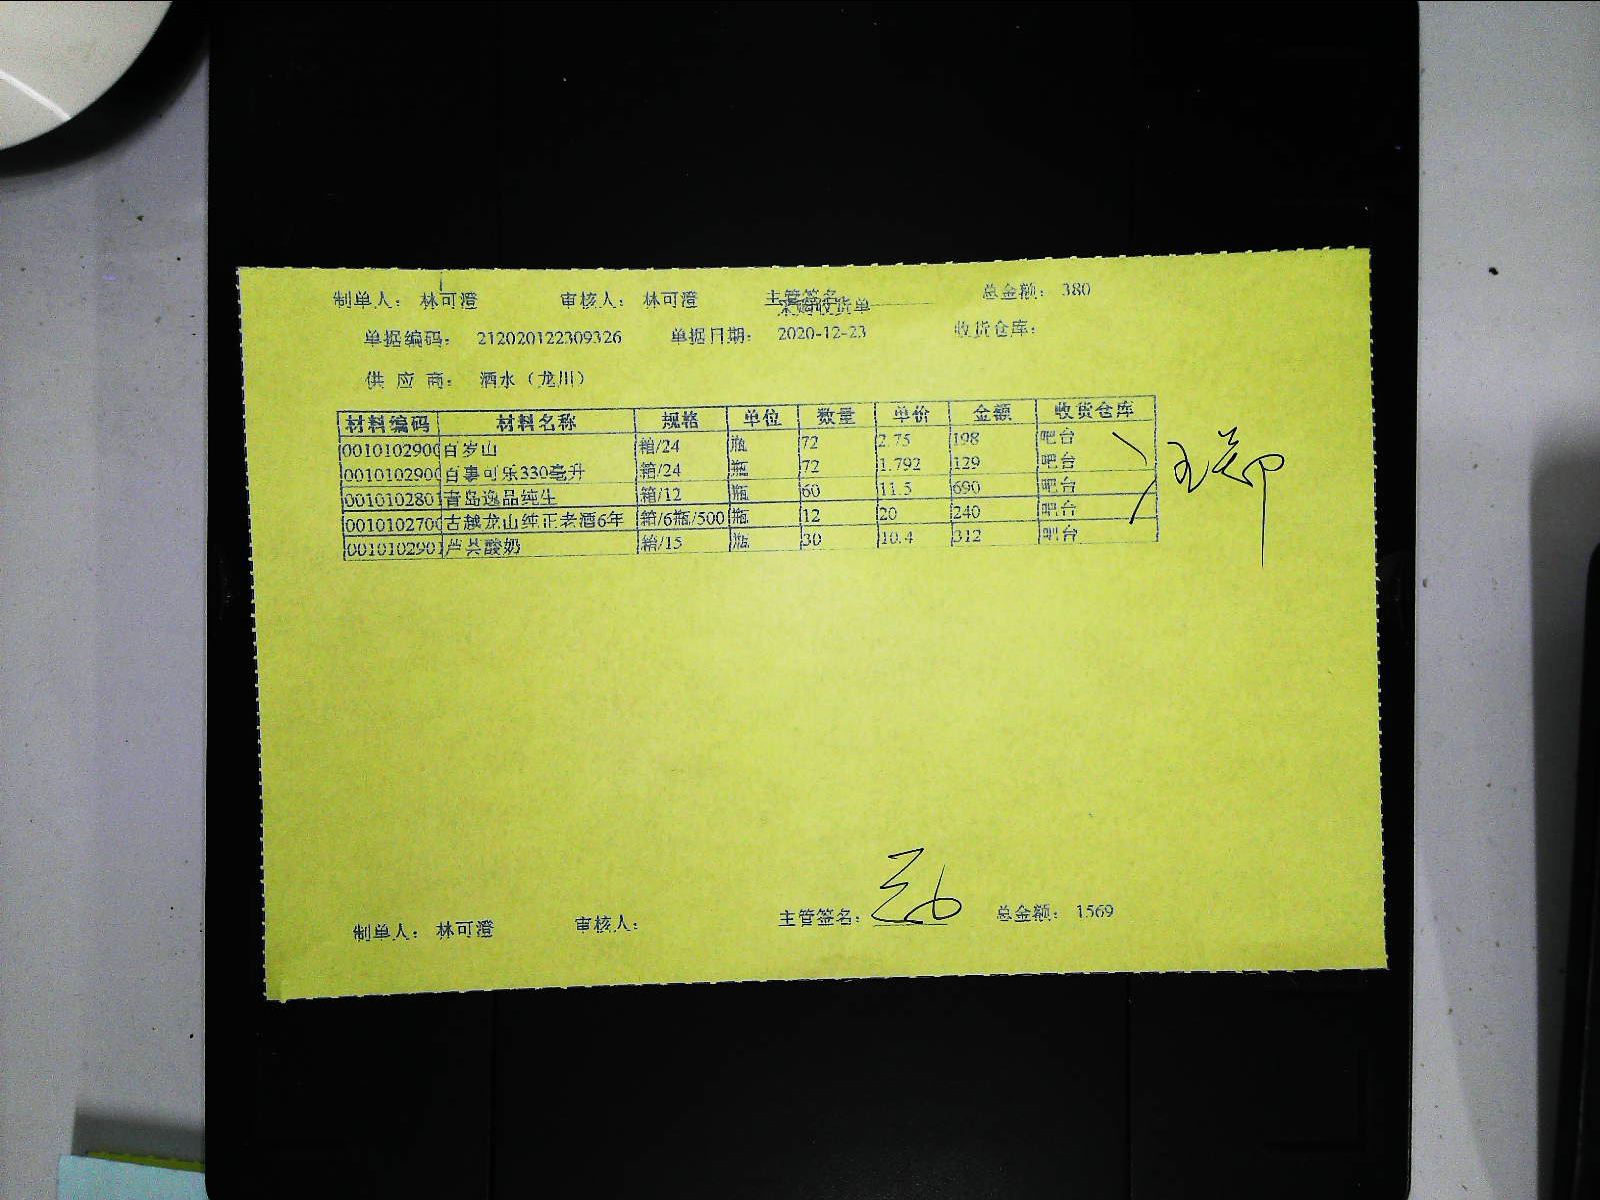 制单人： 林可澄 审核人： 林可澄 主管签名 总金额： 380
采购收货单
单据编码： 212020122309326 单据日期： 2020-12-23 收货仓库：
供 应 商： 酒水（龙川）
材料编码 材料名称 规格 单位 数量 单价 金额 收货仓库
0010102900 百岁山 箱/24 瓶 72 2.75 198 吧台
0010102900 百事可乐330毫升 箱/24 瓶 72 1.792 129 吧台
0010102801 青岛逸品纯生 箱/12 瓶 60 11.5 690 吧台
0010102700 古越龙山纯正老酒6年 箱/6瓶/500 瓶 12 20 240 吧台
0010102901 芦荟酸奶 箱/15 瓶 30 10.4 312 吧台
制单人： 林可澄 审核人： 主管签名： 总金额： 1569